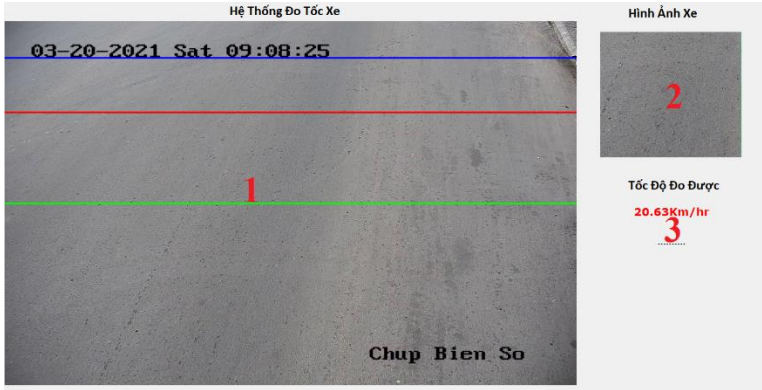 Hệ Thống Đo Tốc Xe
03-20-2021 Sat 09:08:25
1
Chup Bien So
Hình Ảnh Xe
2
Tốc Độ Đo Được
20.63Km/hr
3